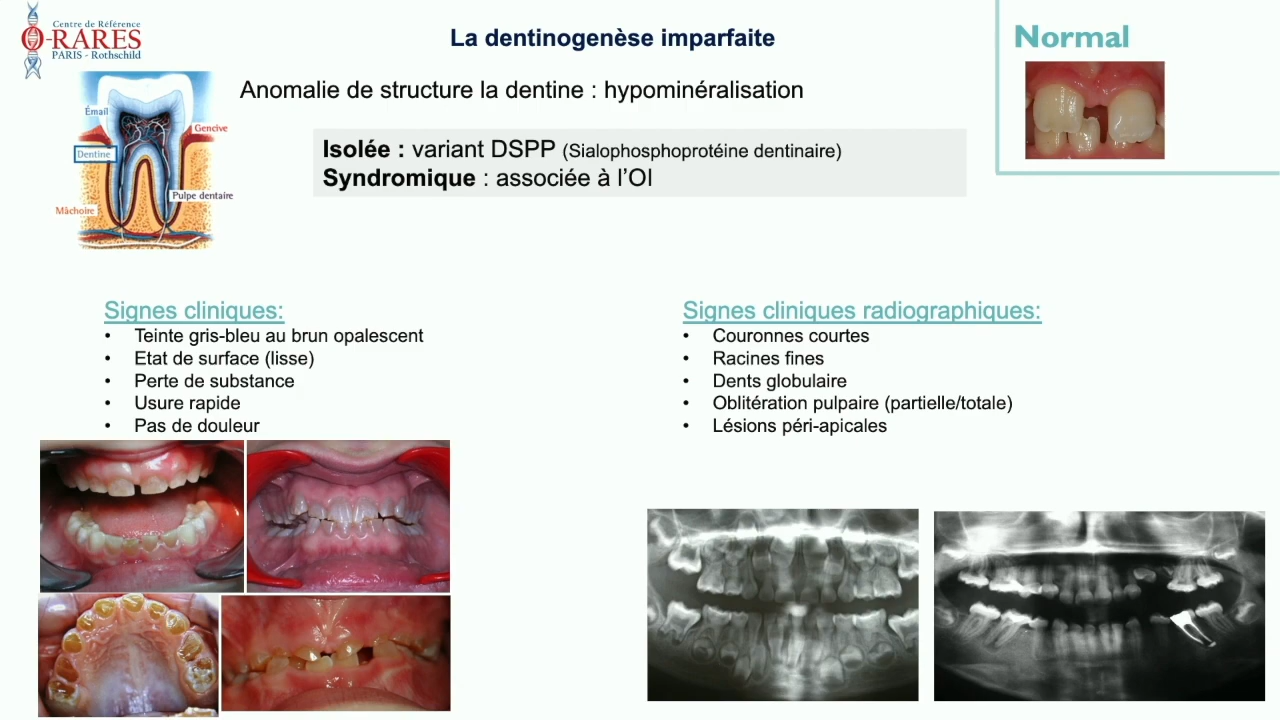 Centre de Référence
O-RARES
PARIS - Rothschild
La dentinogenèse imparfaite
Normal
Anomalie de structure la dentine : hypominéralisation
Émail
Gencive
Dentine
Pulpe dentaire
Mâchoire
Isolée : variant DSPP (Sialophosphoprotéine dentinaire)
Syndromique : associée à l’OI
Signes cliniques:
• Teinte gris-bleu au brun opalescent
• Etat de surface (lisse)
• Perte de substance
• Usure rapide
• Pas de douleur
Signes cliniques radiographiques:
• Couronnes courtes
• Racines fines
• Dents globulaire
• Oblitération pulpaire (partielle/totale)
• Lésions péri-apicales